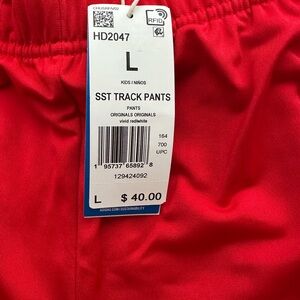 RFID
HD2047
L
KIDS / NIÑOS
SST TRACK PANTS
PANTS
ORIGINALS ORIGINALS
vivid red/white
164
700
UPC
1 95737 65892 8
129424092
L $ 40.00